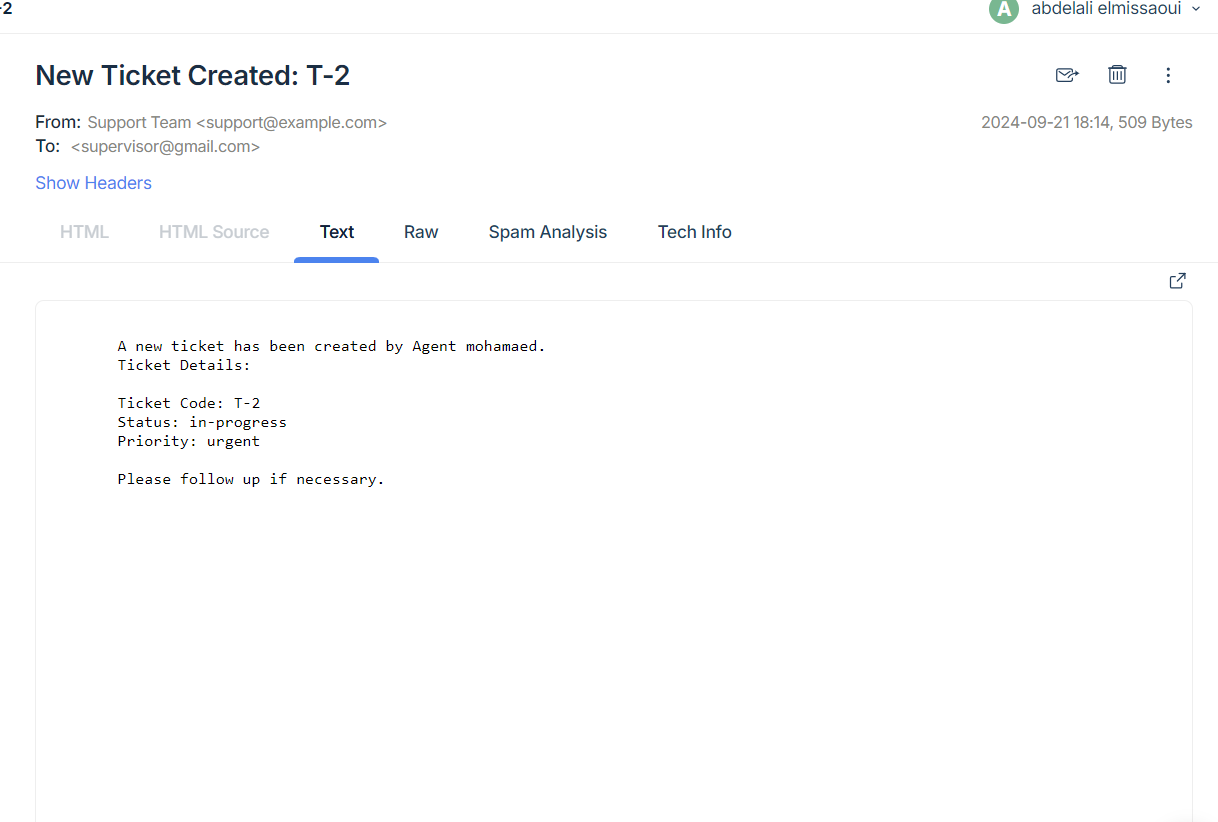 -2
A abdelali elmissaoui
New Ticket Created: T-2
From: Support Team <support@example.com>
2024-09-21 18:14, 509 Bytes
To: <supervisor@gmail.com>
Show Headers
HTML HTML Source Text Raw Spam Analysis Tech Info
A new ticket has been created by Agent mohamaed.
Ticket Details:
Ticket Code: T-2
Status: in-progress
Priority: urgent
Please follow up if necessary.